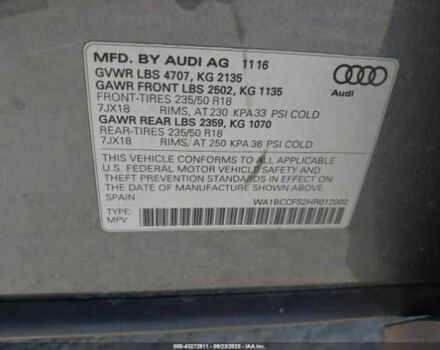 MFD. BY AUDI AG 11 16
GVWR LBS 4707, KG 2135
GAWR FRONT LBS 2502, KG 1135
FRONT-TIRES 235/50 R18
7JX18 RIMS, AT 230 KPA 33 PSI COLD
GAWR REAR LBS 2359, KG 1070
REAR-TIRES 235/50 R18
7JX18 RIMS, AT 250 KPA 36 PSI COLD
Audi
THIS VEHICLE CONFORMS TO ALL APPLICABLE
U.S. FEDERAL MOTOR VEHICLE SAFETY AND
THEFT PREVENTION STANDARDS IN EFFECT ON THE
DATE OF MANUFACTURE SHOWN ABOVE.
SPAIN
WA1BCCFS2HR012002
TYPE:
MPV
000-43272911 - 09/23/2025 - IAAI.COM